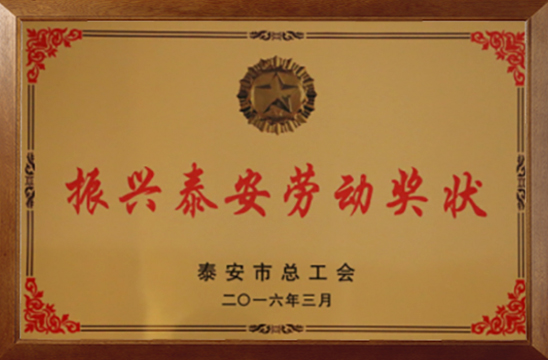 振兴泰安劳动奖状
泰安市总工会
二〇一六年三月